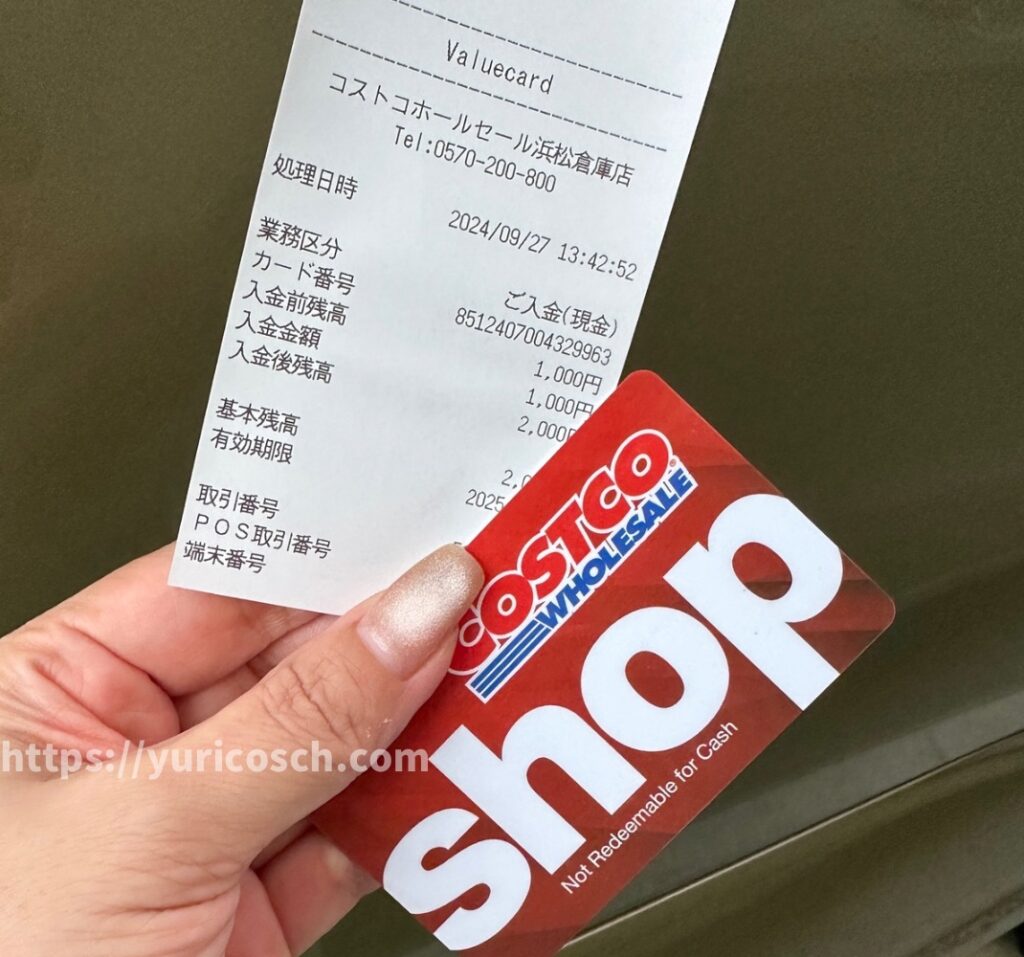 Valuecard
コストコホールセール浜松倉庫店
Tel:0570-200-800
処理日時
2024/09/27 13:42:52
業務区分 ご入金(現金)
カード番号 8512407004329963
入金前残高 1,000円
入金金額 1,000円
入金後残高 2,000
基本残高 2,0
有効期限 2025
取引番号
POS取引番号
端末番号
COSTCO
WHOLESALE
shop
Not Redeemable for Cash
https://yuricosch.com